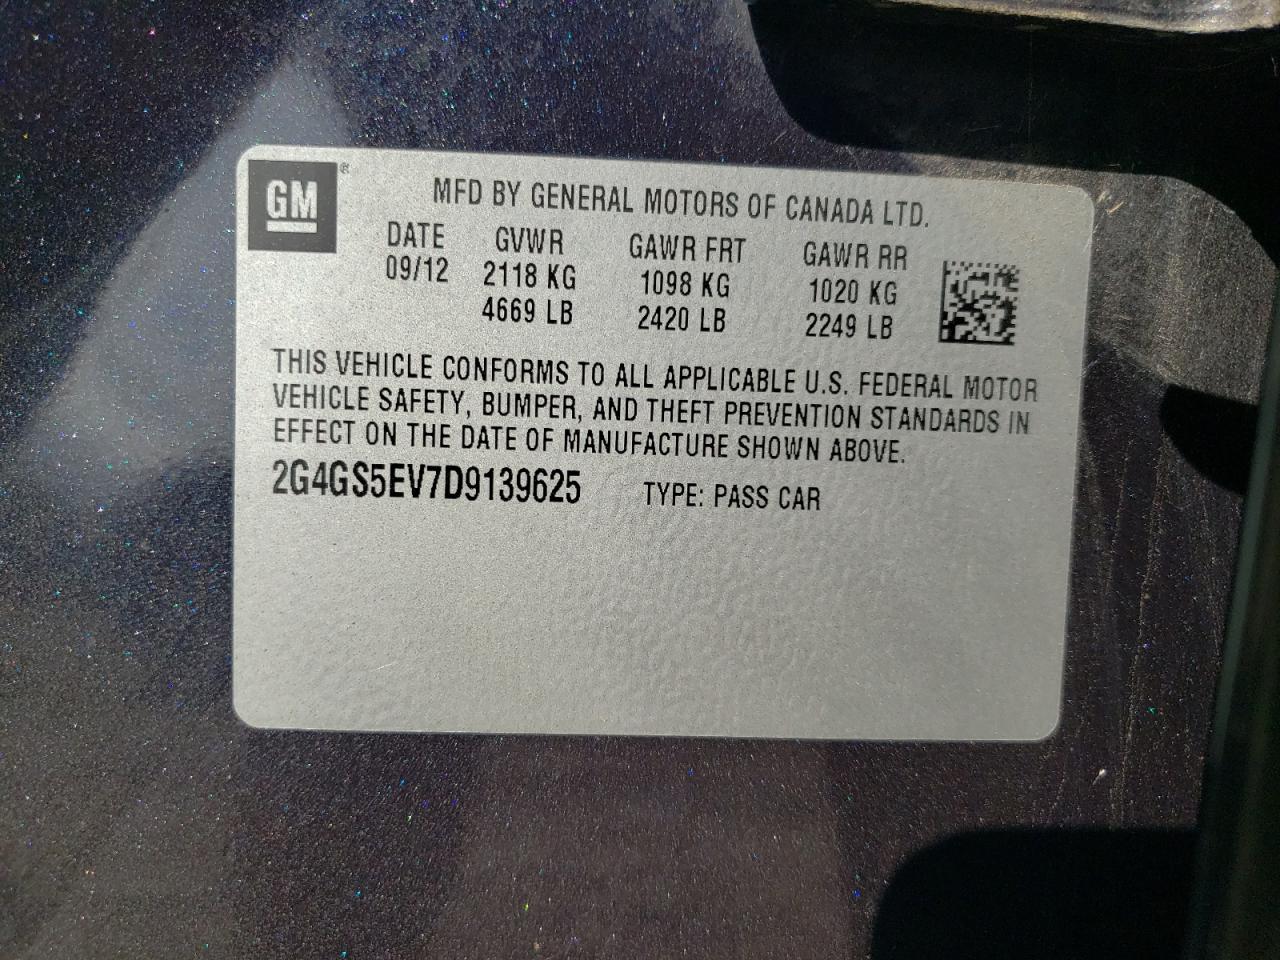 GM®
MFD BY GENERAL MOTORS OF CANADA LTD.
DATE GVWR GAWR FRT GAWR RR
09/12 2118 KG 1098 KG 1020 KG
4669 LB 2420 LB 2249 LB
THIS VEHICLE CONFORMS TO ALL APPLICABLE U.S. FEDERAL MOTOR
VEHICLE SAFETY, BUMPER, AND THEFT PREVENTION STANDARDS IN
EFFECT ON THE DATE OF MANUFACTURE SHOWN ABOVE.
2G4GS5EV7D9139625 TYPE: PASS CAR